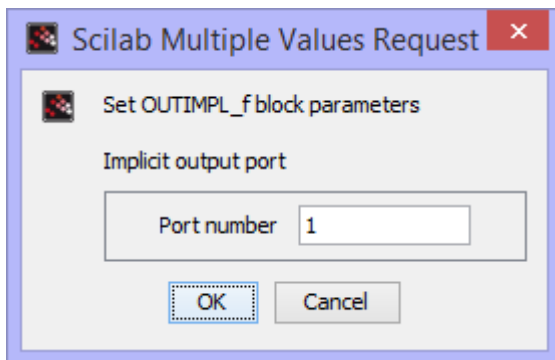 Scilab Multiple Values Request
Set OUTIMPL_f block parameters
Implicit output port
Port number 1
OK Cancel